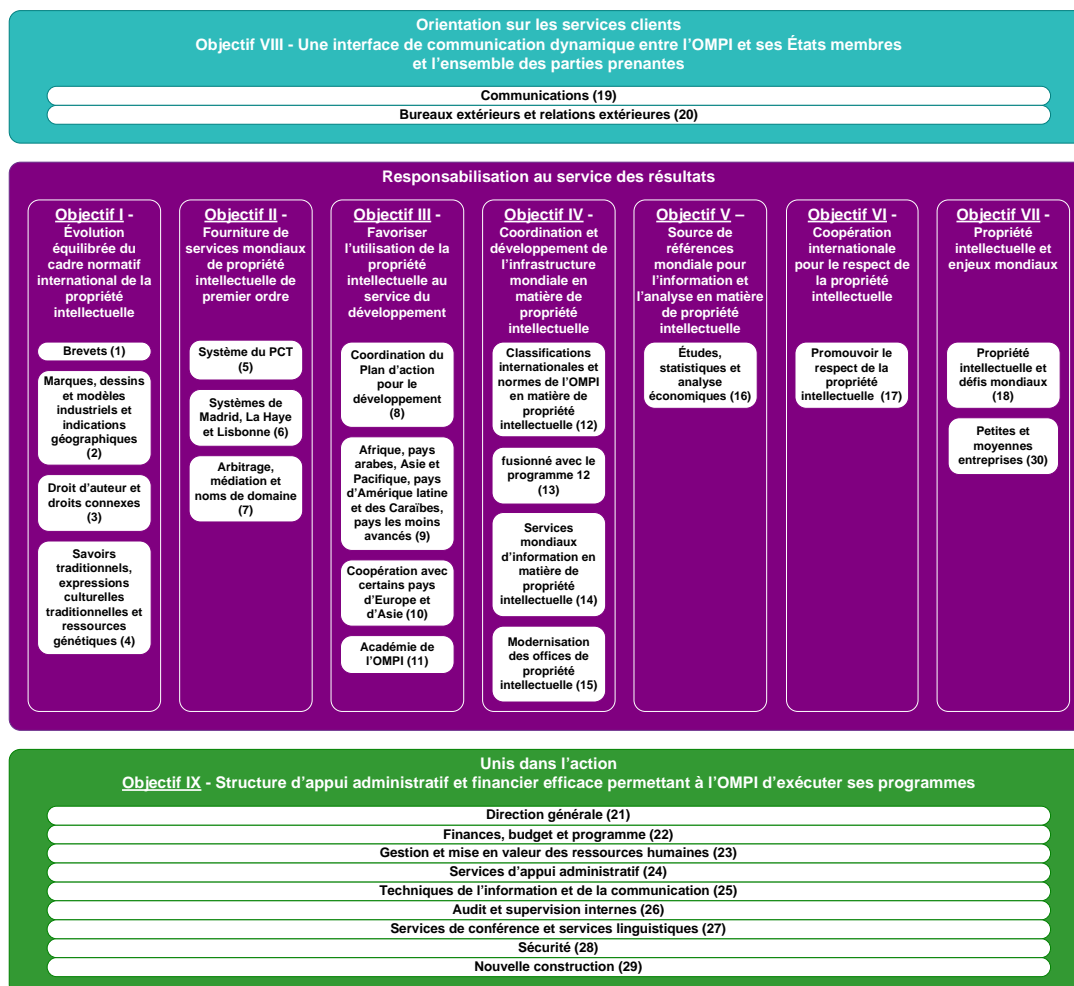 Orientation sur les services clients
Objectif VIII - Une interface de communication dynamique entre l'OMPI et ses États membres
et l'ensemble des parties prenantes
Communications (19)
Bureaux extérieurs et relations extérieures (20)
Responsabilisation au service des résultats
Objectif I -
Évolution
équilibrée du
cadre normatif
international de la
propriété
intellectuelle
Brevets (1)
Marques, dessins
et modèles
industriels et
indications
géographiques
(2)
Droit d'auteur et
droits connexes
(3)
Savoirs
traditionnels,
expressions
culturelles
traditionnelles et
ressources
génétiques (4)
Objectif II -
Fourniture de
services mondiaux
de propriété
intellectuelle de
premier ordre
Système du PCT
(5)
Systèmes de
Madrid, La Haye
et Lisbonne (6)
Arbitrage,
médiation et
noms de domaine
(7)
Objectif III -
Favoriser
l'utilisation de la
propriété
intellectuelle au
service du
développement
Coordination du
Plan d'action
pour le
développement
(8)
Afrique, pays
arabes, Asie et
Pacifique, pays
d'Amérique latine
et des Caraïbes,
pays les moins
avancés (9)
Coopération avec
certains pays
d'Europe et
d'Asie (10)
Académie de
l'OMPI (11)
Objectif IV -
Coordination et
développement de
l'infrastructure
mondiale en
matière de
propriété
intellectuelle
Classifications
internationales et
normes de l'OMPI
en matière de
propriété
intellectuelle (12)
fusionné avec le
programme 12
(13)
Services
mondiaux
d'information en
matière de
propriété
intellectuelle (14)
Modernisation
des offices de
propriété
intellectuelle (15)
Objectif V –
Source de
références
mondiale pour
l'information et
l'analyse en matière
de propriété
intellectuelle
Études,
statistiques et
analyse
économiques (16)
Objectif VI -
Coopération
internationale
pour le respect de
la propriété
intellectuelle
Promouvoir le
respect de la
propriété
intellectuelle (17)
Objectif VII -
Propriété
intellectuelle et
enjeux mondiaux
Propriété
intellectuelle et
défis mondiaux
(18)
Petites et
moyennes
entreprises (30)
Unis dans l'action
Objectif IX - Structure d'appui administratif et financier efficace permettant à l'OMPI d'exécuter ses programmes
Direction générale (21)
Finances, budget et programme (22)
Gestion et mise en valeur des ressources humaines (23)
Services d'appui administratif (24)
Techniques de l'information et de la communication (25)
Audit et supervision internes (26)
Services de conférence et services linguistiques (27)
Sécurité (28)
Nouvelle construction (29)